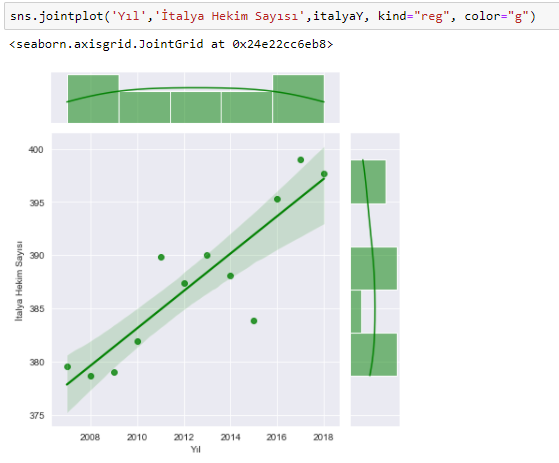 sns.jointplot('Yıl','İtalya Hekim Sayısı',italyaY, kind="reg", color="g")
<seaborn.axisgrid.JointGrid at 0x24e22cc6eb8>
400
395
390
385
380
375
İtalya Hekim Sayısı
2008 2010 2012 2014 2016 2018
Yıl